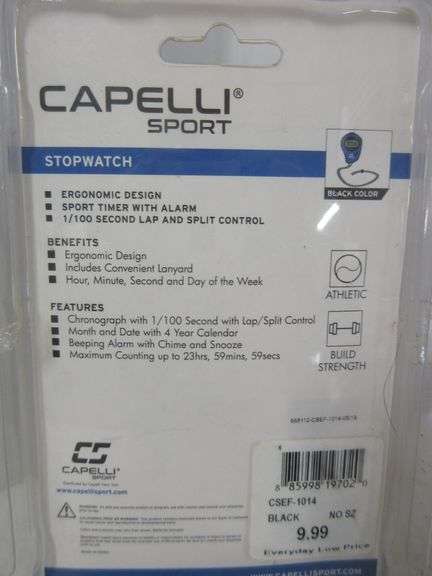 CAPELLI®
SPORT
STOPWATCH
BLACK COLOR
■ ERGONOMIC DESIGN
■ SPORT TIMER WITH ALARM
■ 1/100 SECOND LAP AND SPLIT CONTROL
BENEFITS
■ Ergonomic Design
■ Includes Convenient Lanyard
■ Hour, Minute, Second and Day of the Week
ATHLETIC
FEATURES
■ Chronograph with 1/100 Second with Lap/Split Control
■ Month and Date with 4 Year Calendar
■ Beeping Alarm with Chime and Snooze
■ Maximum Counting up to 23hrs, 59mins, 59secs
BUILD
STRENGTH
CS
CAPELLI®
SPORT
www.capellisport.com
8 85998 19702 0
CSEF-1014
BLACK NO SZ
9.99
Everyday Low Price
WWW.CAPELLISPORT.COM